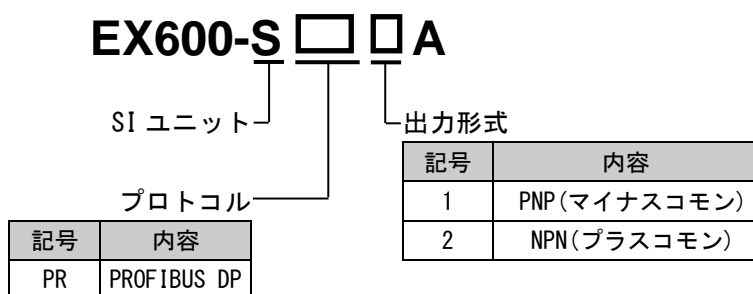 EX600-S□□A
SIユニット
出力形式
記号 内容
1 PNP(マイナスコモン)
2 NPN(プラスコモン)
プロトコル
記号 内容
PR PROFIBUS DP